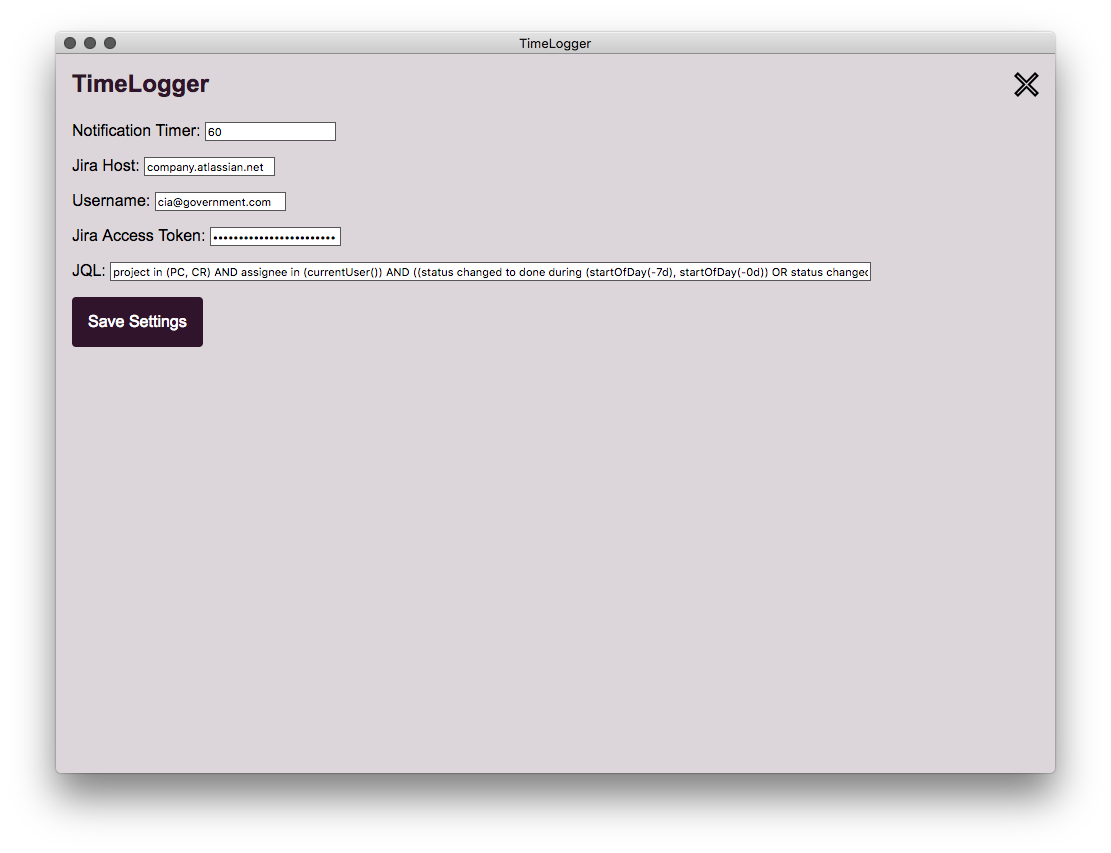 TimeLogger
TimeLogger
Notification Timer: 60
Jira Host: company.atlassian.net
Username: cia@government.com
Jira Access Token: ••••••••••••••••••••••••
JQL: project in (PC, CR) AND assignee in (currentUser()) AND ((status changed to done during (startOfDay(-7d), startOfDay(-0d)) OR status changed
Save Settings